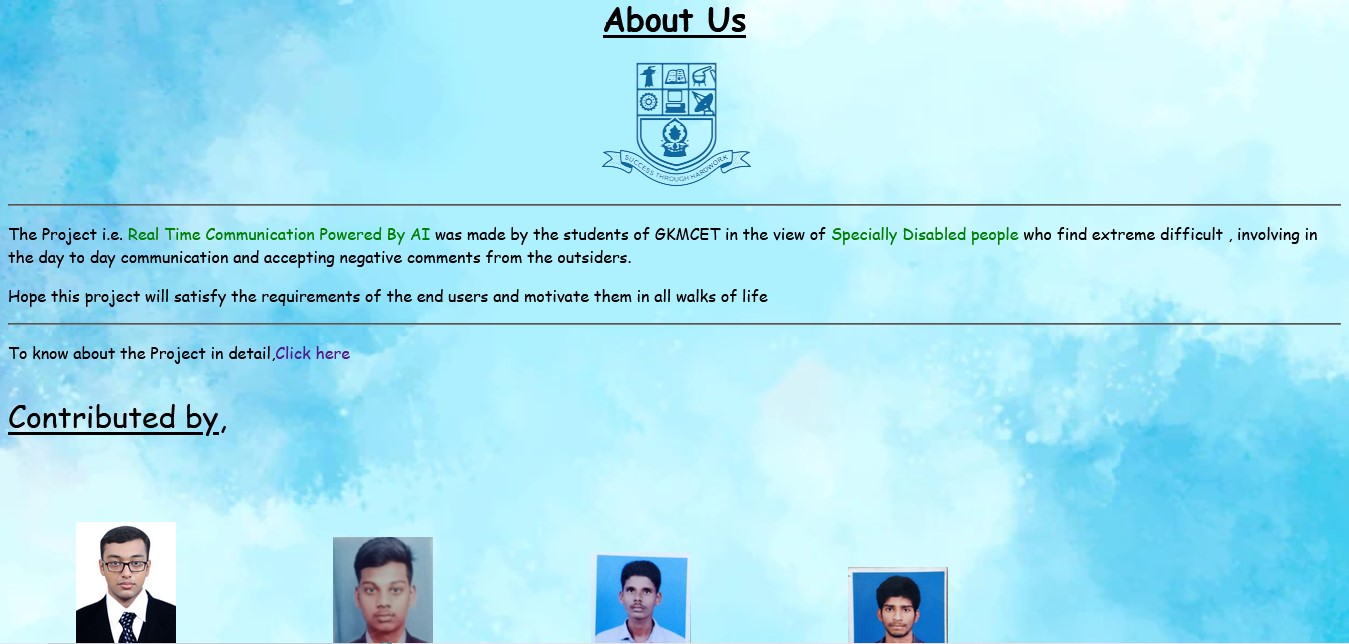 About Us
SUCCESS THROUGH HARDWORK
The Project i.e. Real Time Communication Powered By AI was made by the students of GKMCET in the view of Specially Disabled people who find extreme difficult , involving in
the day to day communication and accepting negative comments from the outsiders.
Hope this project will satisfy the requirements of the end users and motivate them in all walks of life
To know about the Project in detail,Click here
Contributed by,